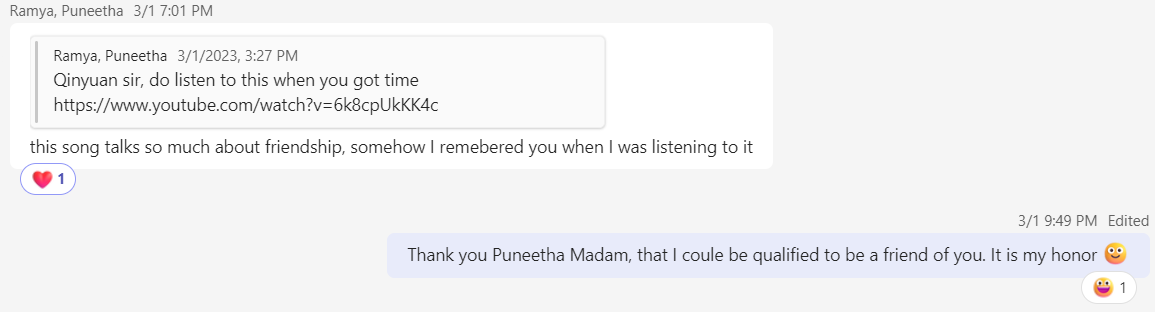 Ramya, Puneetha 3/1 7:01 PM
Ramya, Puneetha 3/1/2023, 3:27 PM
Qinyuan sir, do listen to this when you got time
https://www.youtube.com/watch?v=6k8cpUkKK4c
this song talks so much about friendship, somehow I remebered you when I was listening to it
1
3/1 9:49 PM Edited
Thank you Puneetha Madam, that I coule be qualified to be a friend of you. It is my honor
1